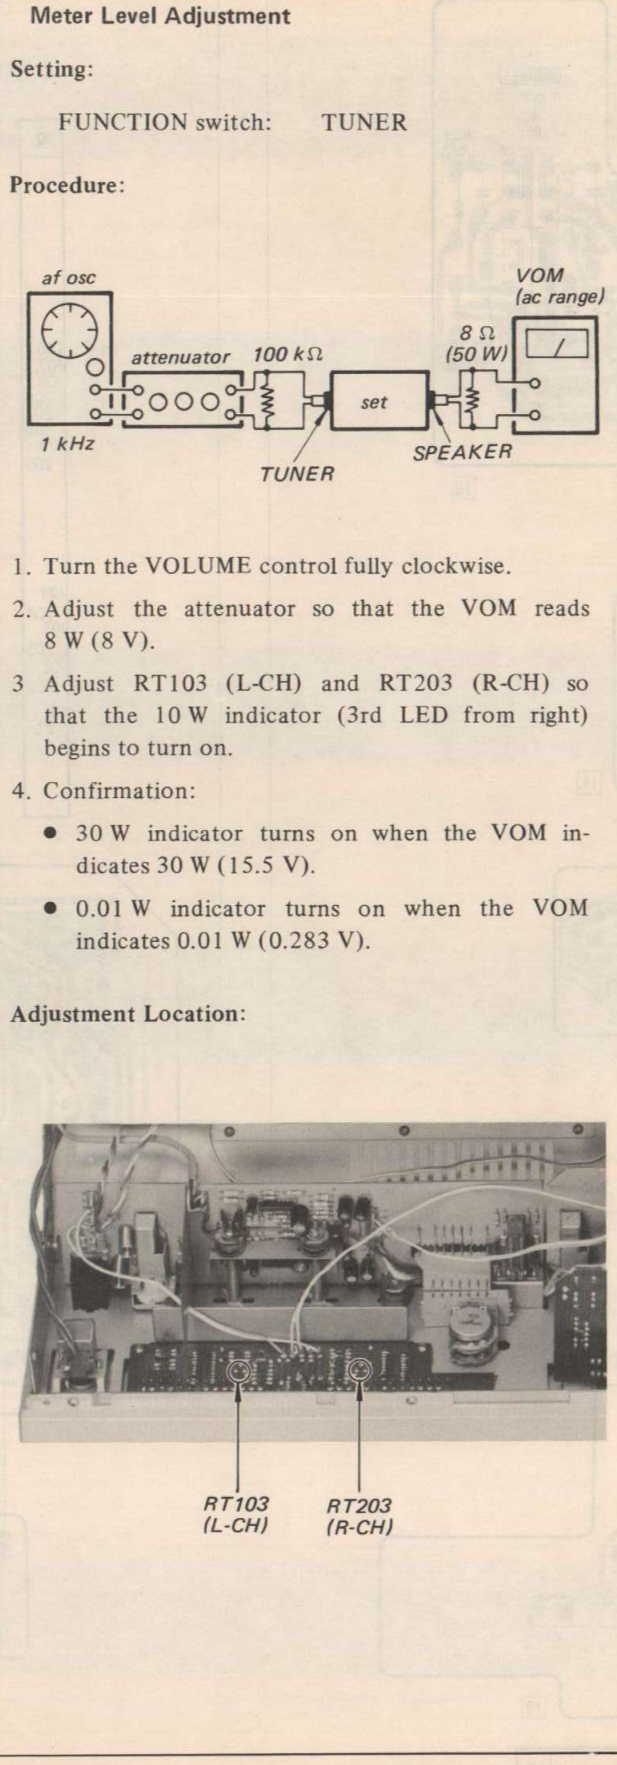 Meter Level Adjustment
Setting:
FUNCTION switch: TUNER
Procedure:
af osc
VOM
(ac range)
attenuator
100 kΩ
8 Ω
(50 W)
set
1 kHz
TUNER
SPEAKER
1. Turn the VOLUME control fully clockwise.
2. Adjust the attenuator so that the VOM reads
8 W (8 V).
3 Adjust RT103 (L-CH) and RT203 (R-CH) so
that the 10 W indicator (3rd LED from right)
begins to turn on.
4. Confirmation:
● 30 W indicator turns on when the VOM in-
dicates 30 W (15.5 V).
● 0.01 W indicator turns on when the VOM
indicates 0.01 W (0.283 V).
Adjustment Location:
RT103
(L-CH)
RT203
(R-CH)